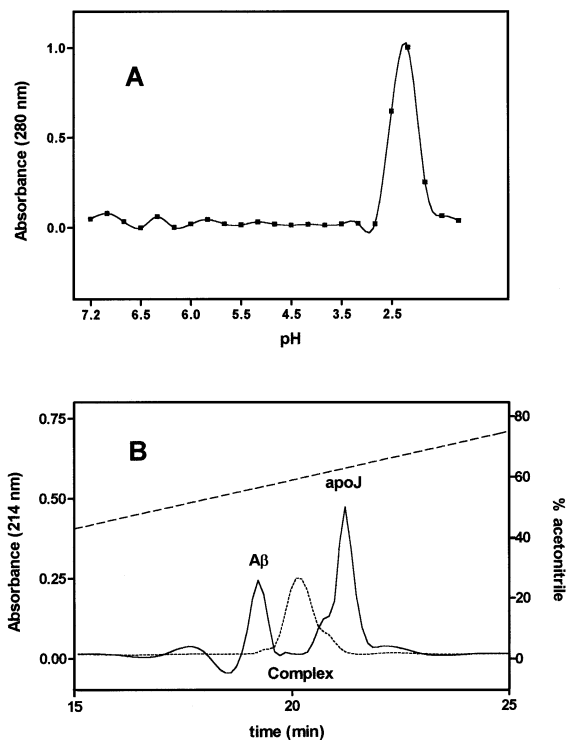 A
Absorbance (280 nm)
1.0
0.5
0.0
7.2 6.5 6.0 5.5 4.5 3.5 2.5
pH
B
Absorbance (214 nm)
0.75
0.50
0.25
0.00
80
60
40
20
0
% acetonitrile
apoJ
Aβ
Complex
15 20 25
time (min)